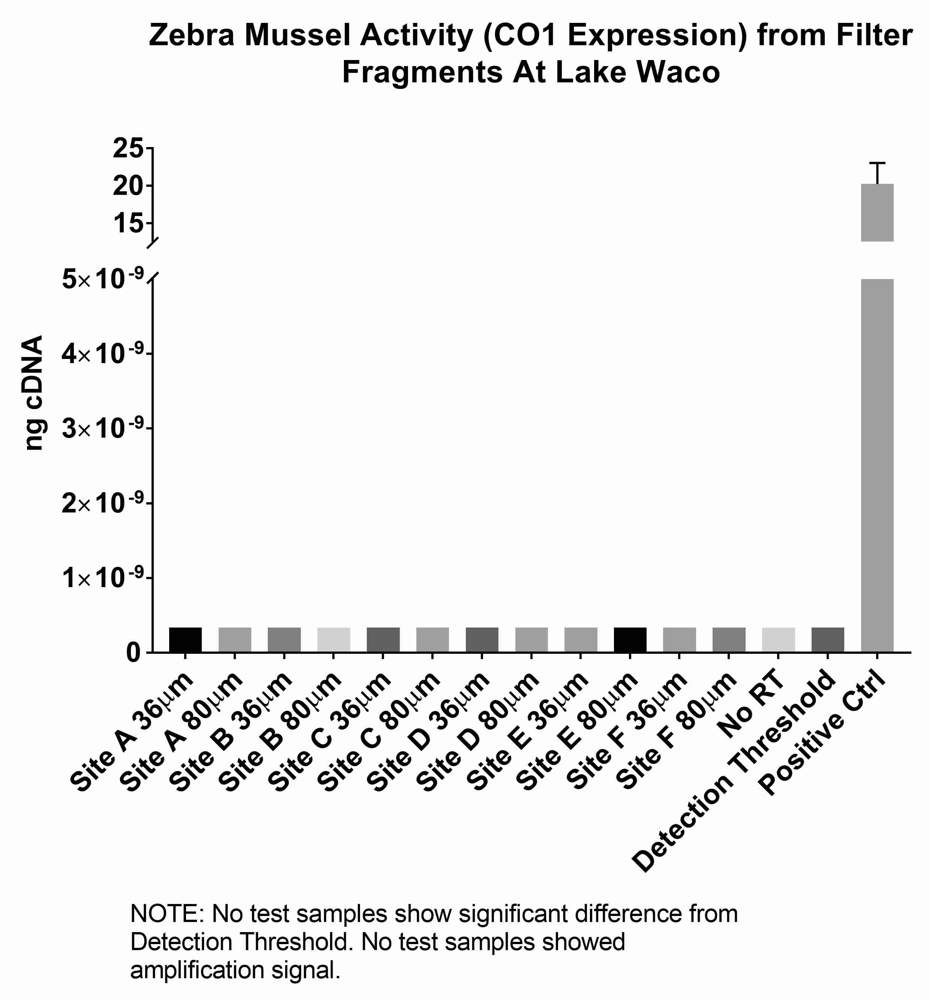 Zebra Mussel Activity (CO1 Expression) from Filter
Fragments At Lake Waco
25
20
15
5×10⁻⁹
4×10⁻⁹
3×10⁻⁹
2×10⁻⁹
1×10⁻⁹
0
ng cDNA
Site A 36μm
Site A 80μm
Site B 36μm
Site B 80μm
Site C 36μm
Site C 80μm
Site D 36μm
Site D 80μm
Site E 36μm
Site E 80μm
Site F 36μm
Site F 80μm
No RT
Detection Threshold
Positive Ctrl
NOTE: No test samples show significant difference from
Detection Threshold. No test samples showed
amplification signal.